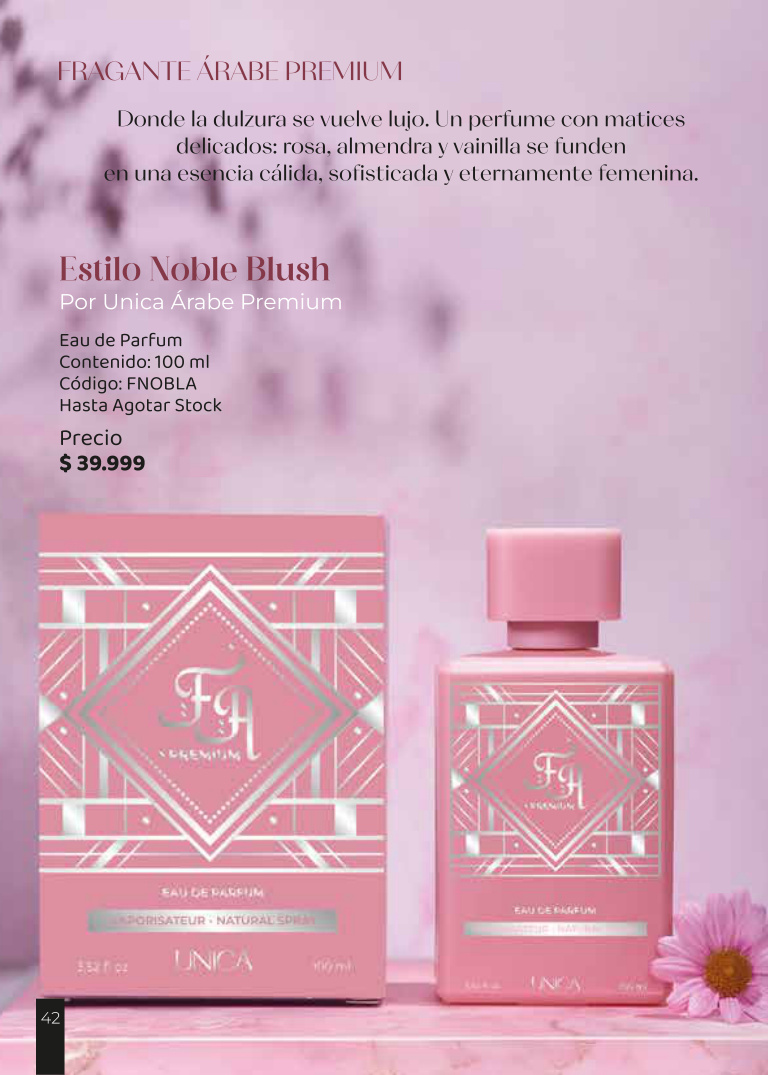 FRAGANTE ÁRABE PREMIUM
Donde la dulzura se vuelve lujo. Un perfume con matices
delicados: rosa, almendra y vainilla se funden
en una esencia cálida, sofisticada y eternamente femenina.
Estilo Noble Blush
Por Unica Árabe Premium
Eau de Parfum
Contenido: 100 ml
Código: FNOBLA
Hasta Agotar Stock
Precio
$ 39.999
FA
PREMIUM
EAU DE PARFUM
VAPORISATEUR - NATURAL SPRAY
3,52 fl oz
UNICA
100 ml
FA
PREMIUM
EAU DE PARFUM
UNICA
42